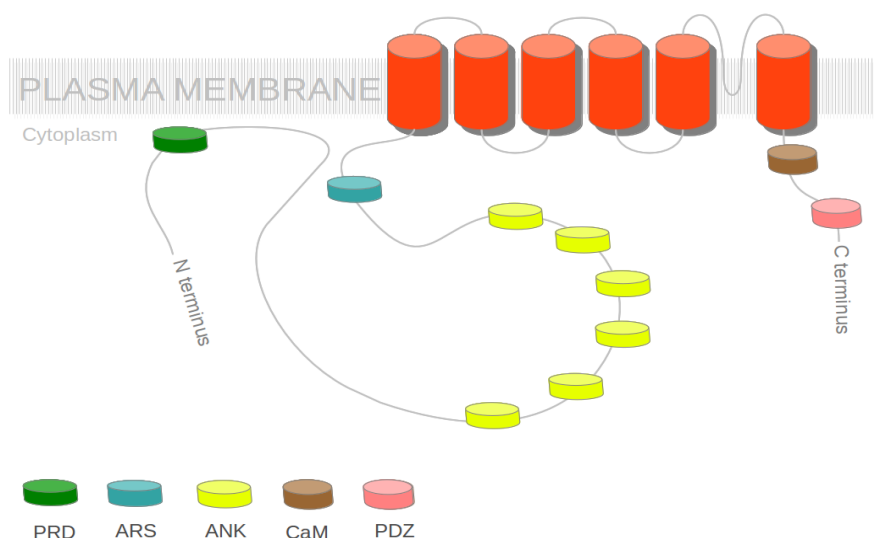 PLASMA MEMBRANE
Cytoplasm
N terminus
C terminus
PRD
ARS
ANK
CaM
PDZ